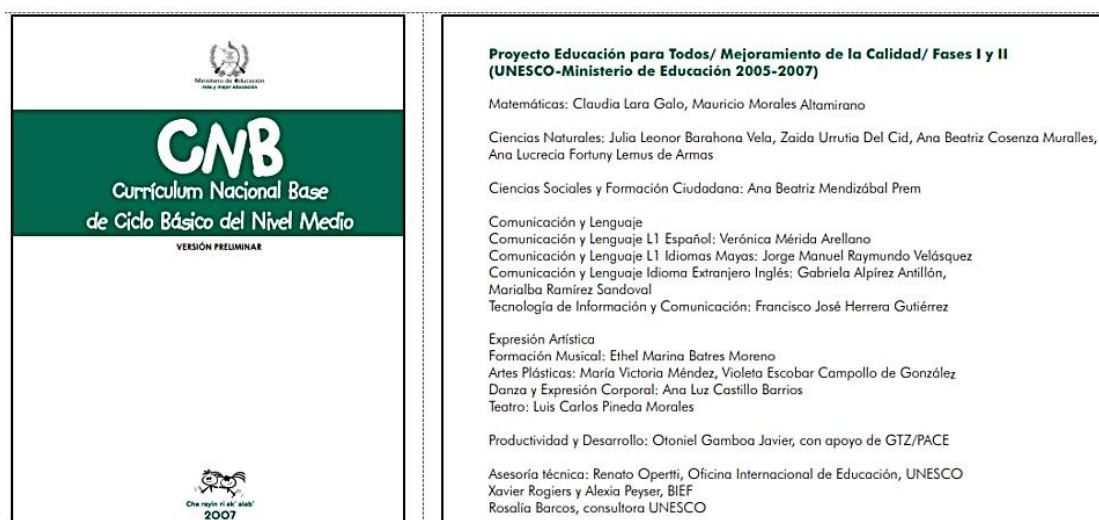 Ministerio de Educación
más y mejor educación
CNB
Currículum Nacional Base
de Ciclo Básico del Nivel Medio
VERSIÓN PRELIMINAR
Che rayin ri ak' alab'
2007
Proyecto Educación para Todos/ Mejoramiento de la Calidad/ Fases I y II
(UNESCO-Ministerio de Educación 2005-2007)
Matemáticas: Claudia Lara Galo, Mauricio Morales Altamirano
Ciencias Naturales: Julia Leonor Barahona Vela, Zaida Urrutia Del Cid, Ana Beatriz Cosenza Muralles,
Ana Lucrecia Fortuny Lemus de Armas
Ciencias Sociales y Formación Ciudadana: Ana Beatriz Mendizábal Prem
Comunicación y Lenguaje
Comunicación y Lenguaje L1 Español: Verónica Mérida Arellano
Comunicación y Lenguaje L1 Idiomas Mayas: Jorge Manuel Raymundo Velásquez
Comunicación y Lenguaje Idioma Extranjero Inglés: Gabriela Alpírez Antillón,
Marialba Ramírez Sandoval
Tecnología de Información y Comunicación: Francisco José Herrera Gutiérrez
Expresión Artística
Formación Musical: Ethel Marina Batres Moreno
Artes Plásticas: María Victoria Méndez, Violeta Escobar Campollo de González
Danza y Expresión Corporal: Ana Luz Castillo Barrios
Teatro: Luis Carlos Pineda Morales
Productividad y Desarrollo: Otoniel Gamboa Javier, con apoyo de GTZ/PACE
Asesoría técnica: Renato Opertti, Oficina Internacional de Educación, UNESCO
Xavier Rogiers y Alexia Peyser, BIEF
Rosalía Barcos, consultora UNESCO